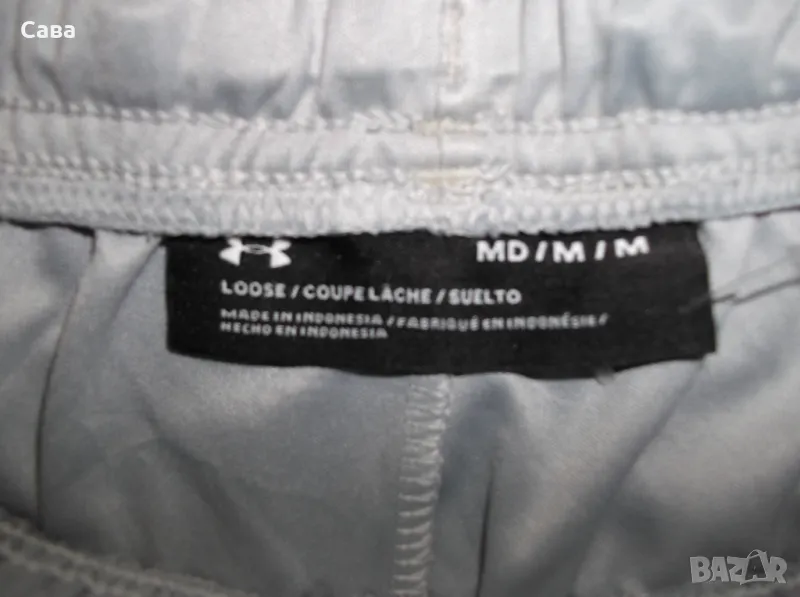 Сава
MD/M/M
LOOSE/COUPE LÂCHE/SUELTO
MADE IN INDONESIA/FABRIQUÉ EN INDONÉSIE/
HECHO EN INDONESIA
BAZAR